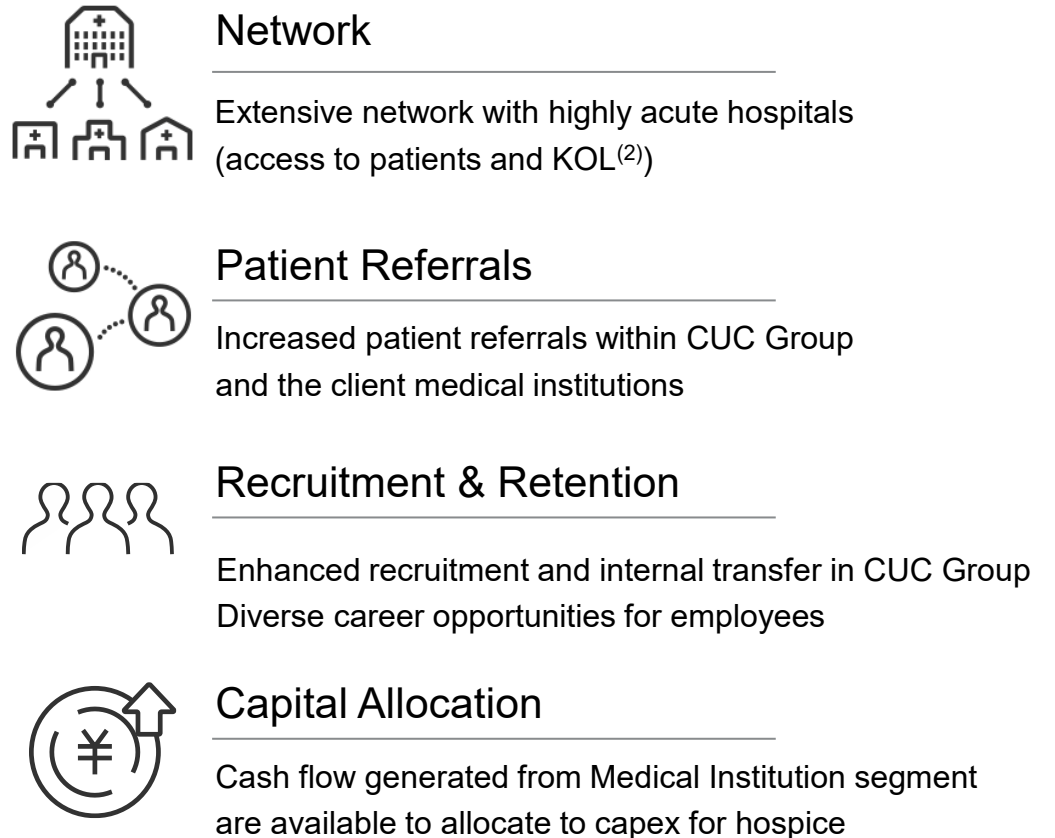 Network
Extensive network with highly acute hospitals
(access to patients and KOL(2))
Patient Referrals
Increased patient referrals within CUC Group
and the client medical institutions
Recruitment & Retention
Enhanced recruitment and internal transfer in CUC Group
Diverse career opportunities for employees
Capital Allocation
¥
Cash flow generated from Medical Institution segment
are available to allocate to capex for hospice